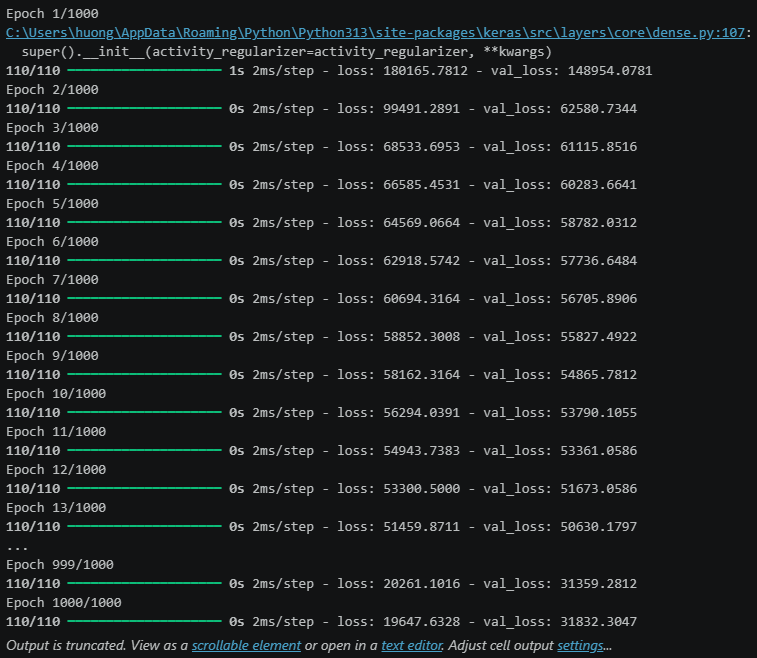 Epoch 1/1000
C:\Users\huong\AppData\Roaming\Python\Python313\site-packages\keras\src\layers\core\dense.py:107:
super().__init__(activity_regularizer=activity_regularizer, **kwargs)
110/110 ━━━━━━━━━━━━━━━━━━━━ 1s 2ms/step - loss: 180165.7812 - val_loss: 148954.0781
Epoch 2/1000
110/110 ━━━━━━━━━━━━━━━━━━━━ 0s 2ms/step - loss: 99491.2891 - val_loss: 62580.7344
Epoch 3/1000
110/110 ━━━━━━━━━━━━━━━━━━━━ 0s 2ms/step - loss: 68533.6953 - val_loss: 61115.8516
Epoch 4/1000
110/110 ━━━━━━━━━━━━━━━━━━━━ 0s 2ms/step - loss: 66585.4531 - val_loss: 60283.6641
Epoch 5/1000
110/110 ━━━━━━━━━━━━━━━━━━━━ 0s 2ms/step - loss: 64569.0664 - val_loss: 58782.0312
Epoch 6/1000
110/110 ━━━━━━━━━━━━━━━━━━━━ 0s 2ms/step - loss: 62918.5742 - val_loss: 57736.6484
Epoch 7/1000
110/110 ━━━━━━━━━━━━━━━━━━━━ 0s 2ms/step - loss: 60694.3164 - val_loss: 56705.8906
Epoch 8/1000
110/110 ━━━━━━━━━━━━━━━━━━━━ 0s 2ms/step - loss: 58852.3008 - val_loss: 55827.4922
Epoch 9/1000
110/110 ━━━━━━━━━━━━━━━━━━━━ 0s 2ms/step - loss: 58162.3164 - val_loss: 54865.7812
Epoch 10/1000
110/110 ━━━━━━━━━━━━━━━━━━━━ 0s 2ms/step - loss: 56294.0391 - val_loss: 53790.1055
Epoch 11/1000
110/110 ━━━━━━━━━━━━━━━━━━━━ 0s 2ms/step - loss: 54943.7383 - val_loss: 53361.0586
Epoch 12/1000
110/110 ━━━━━━━━━━━━━━━━━━━━ 0s 2ms/step - loss: 53300.5000 - val_loss: 51673.0586
Epoch 13/1000
110/110 ━━━━━━━━━━━━━━━━━━━━ 0s 2ms/step - loss: 51459.8711 - val_loss: 50630.1797
...
Epoch 999/1000
110/110 ━━━━━━━━━━━━━━━━━━━━ 0s 2ms/step - loss: 20261.1016 - val_loss: 31359.2812
Epoch 1000/1000
110/110 ━━━━━━━━━━━━━━━━━━━━ 0s 2ms/step - loss: 19647.6328 - val_loss: 31832.3047
Output is truncated. View as a scrollable element or open in a text editor. Adjust cell output settings...